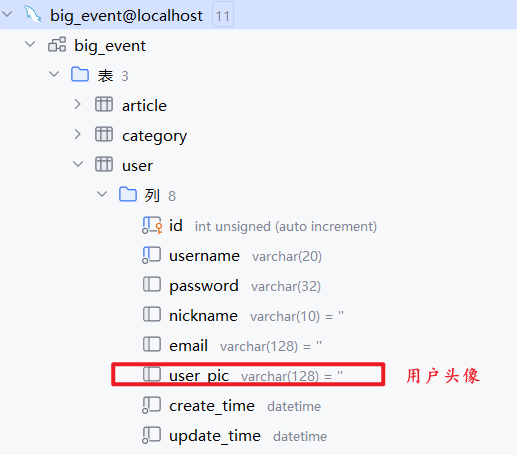 big_event@localhost 11
big_event
表 3
article
category
user
列 8
id int unsigned (auto increment)
username varchar(20)
password varchar(32)
nickname varchar(10) = ''
email varchar(128) = ''
user_pic varchar(128) = '' 用户头像
create_time datetime
update_time datetime